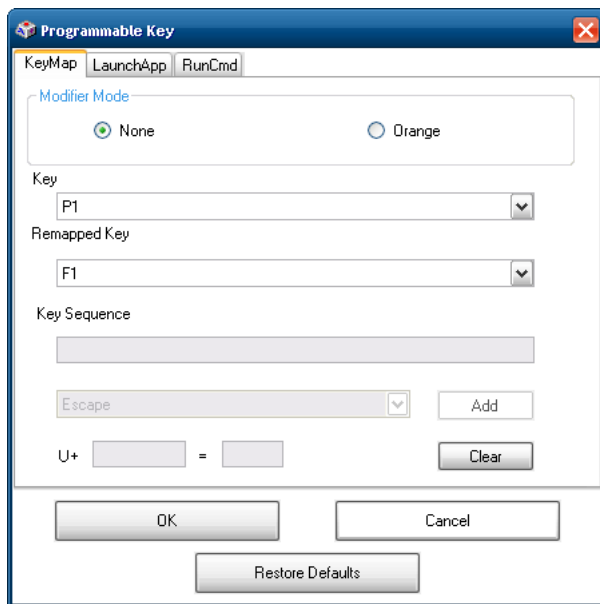 Programmable Key
KeyMap LaunchApp RunCmd
Modifier Mode
None Orange
Key
P1
Remapped Key
F1
Key Sequence
Escape Add
U+ = Clear
OK Cancel
Restore Defaults